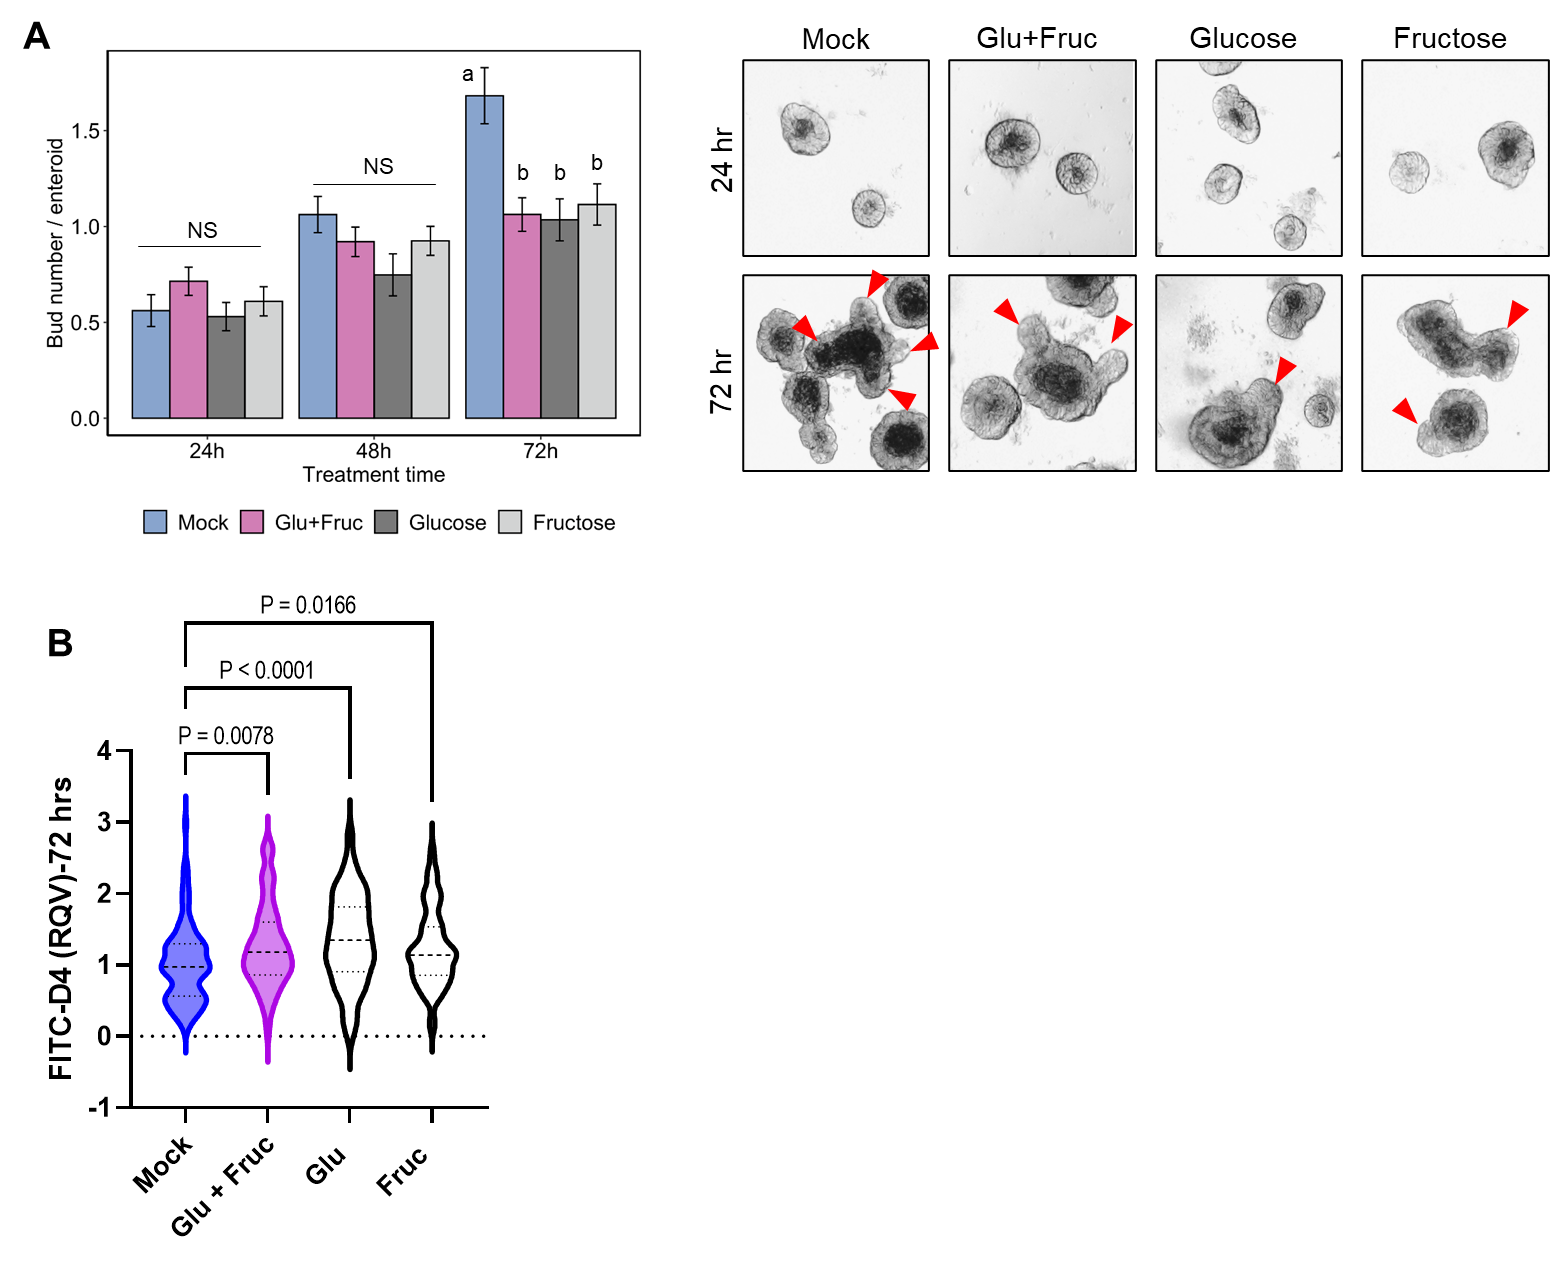 A
Bud number / enteroid
1.5
1.0
0.5
0.0
NS
NS
a
b
b
b
24h
48h
72h
Treatment time
Mock
Glu+Fruc
Glucose
Fructose
Mock
Glu+Fruc
Glucose
Fructose
24 hr
72 hr
B
P = 0.0166
P < 0.0001
P = 0.0078
FITC-D4 (RQV)-72 hrs
4
3
2
1
0
-1
Mock
Glu + Fruc
Glu
Fruc